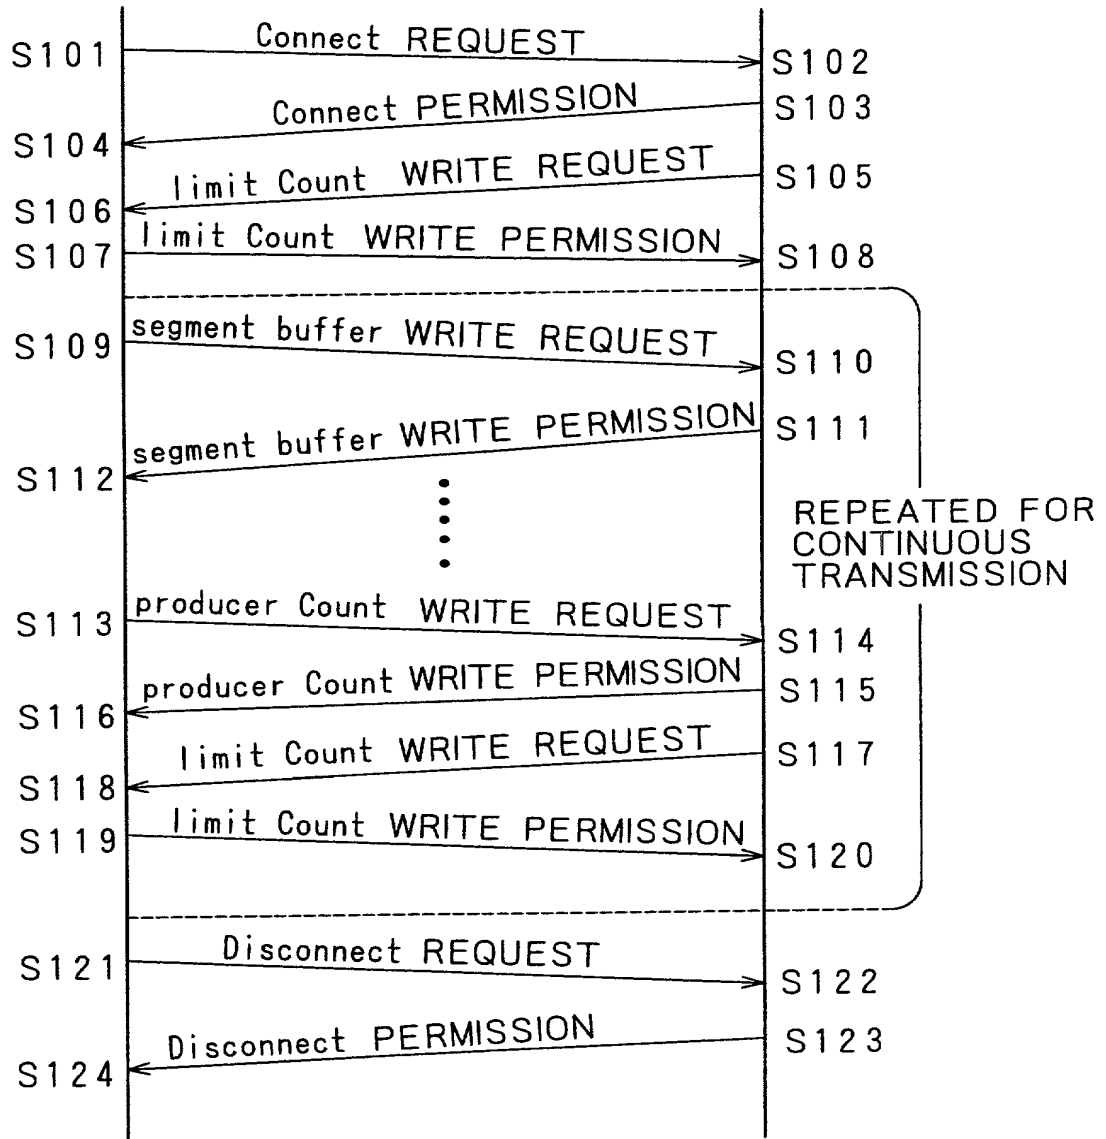 S101 Connect REQUEST S102
Connect PERMISSION S103
S104
limit Count WRITE REQUEST S105
S106
limit Count WRITE PERMISSION
S107 S108
segment buffer WRITE REQUEST
S109 S110
segment buffer WRITE PERMISSION S111
S112
REPEATED FOR
CONTINUOUS
TRANSMISSION
producer Count WRITE REQUEST
S113 S114
producer Count WRITE PERMISSION S115
S116
limit Count WRITE REQUEST S117
S118
limit Count WRITE PERMISSION
S119 S120
Disconnect REQUEST
S121 S122
Disconnect PERMISSION S123
S124